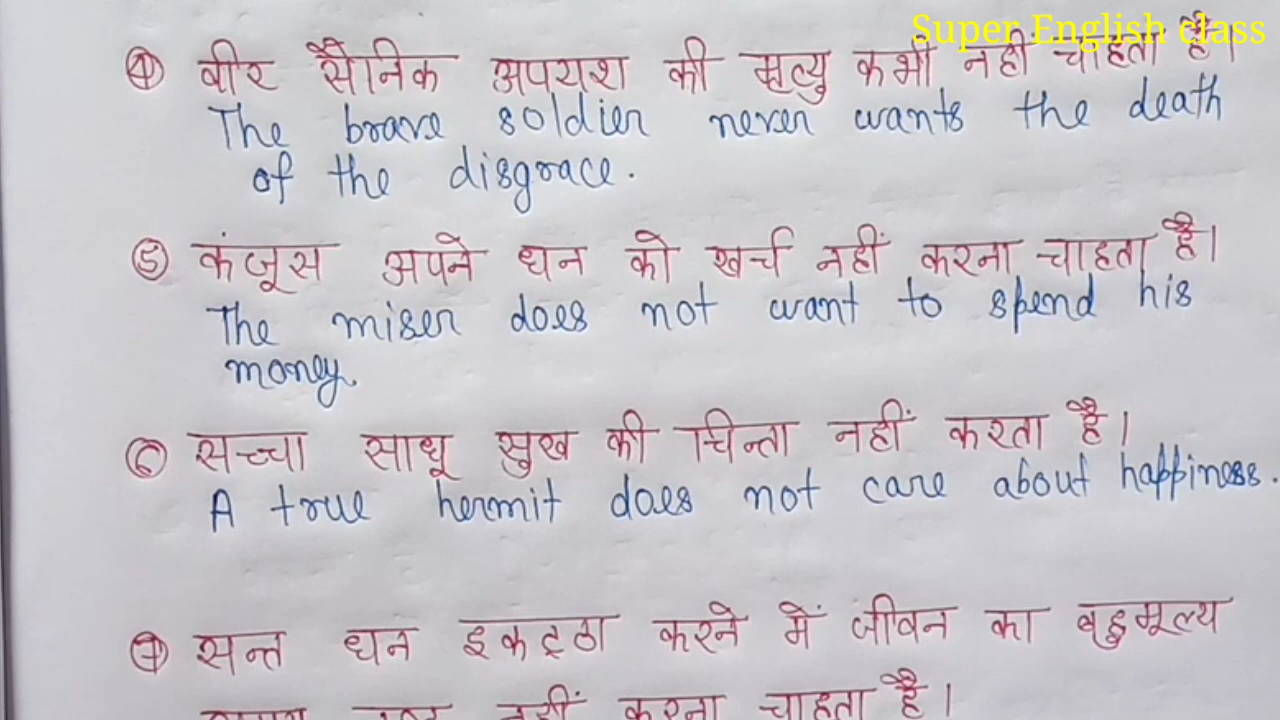 Super English class
④ वीर सैनिक अपयश की मृत्यु कभी नहीं चाहता है।
The brave soldier never wants the death
of the disgrace.
⑤ कंजूस अपने धन को खर्च नहीं करना चाहता है।
The miser does not want to spend his
money.
⑥ सच्चा साधू सुख की चिन्ता नहीं करता है।
A true hermit does not care about happiness.
⑦ सन्त धन इकट्ठा करने में जीवन का बहुमूल्य
नहीं करना चाहता है।